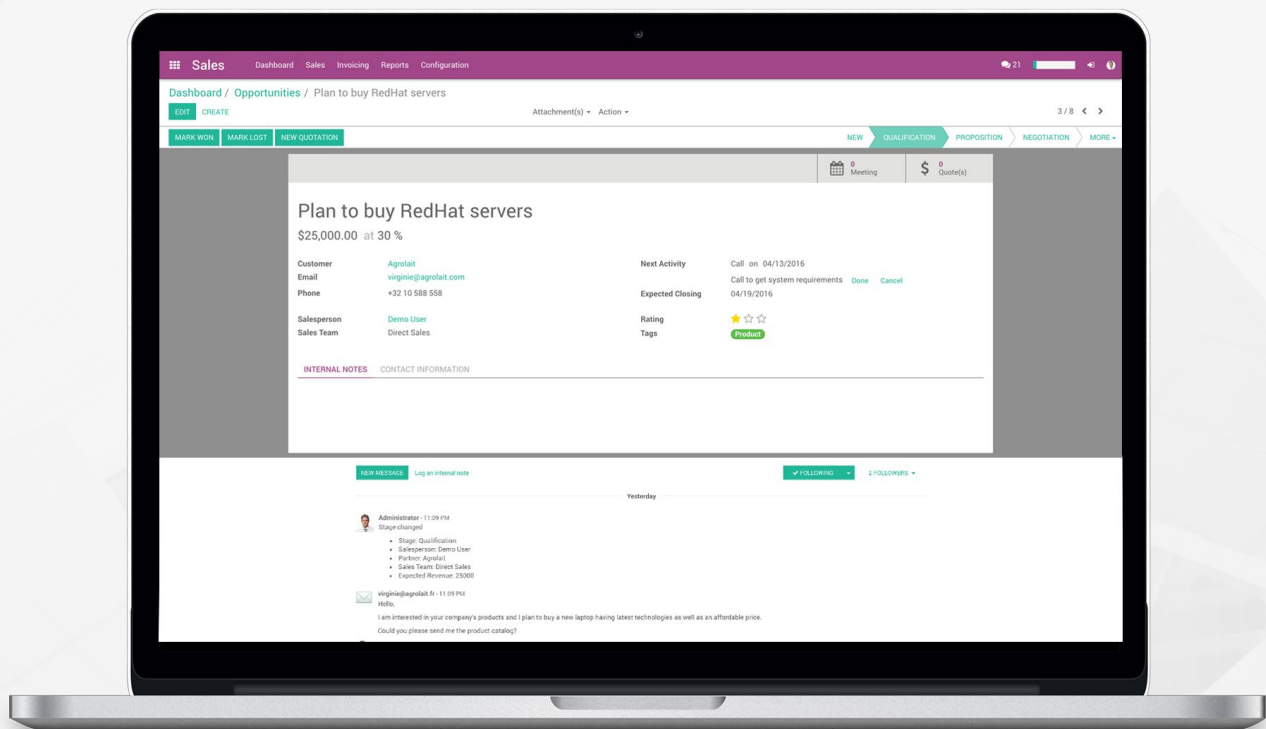 Sales Dashboard Sales Invoicing Reports Configuration 21
Dashboard / Opportunities / Plan to buy RedHat servers
EDIT CREATE Attachment(s) Action 3 / 8
MARK WON MARK LOST NEW QUOTATION NEW QUALIFICATION PROPOSITION NEGOTIATION MORE
0 Meeting $ 0 Quote(s)
Plan to buy RedHat servers
$25,000.00 at 30 %
Customer Agrolait Next Activity Call on 04/13/2016
Email virginie@agrolait.com Call to get system requirements Done Cancel
Phone +32 10 588 558 Expected Closing 04/19/2016
Salesperson Demo User Rating
Sales Team Direct Sales Tags Product
INTERNAL NOTES CONTACT INFORMATION
NEW MESSAGE Log an internal note FOLLOWING 2 FOLLOWERS
Yesterday
Administrator - 11:09 PM
Stage changed
• Stage: Qualification
• Salesperson: Demo User
• Partner: Agrolait
• Sales Team: Direct Sales
• Expected Revenue: 25000
virginie@agrolait.fr - 11:09 PM
Hello,
I am interested in your company's products and I plan to buy a new laptop having latest technologies as well as an affordable price.
Could you please send me the product catalog?